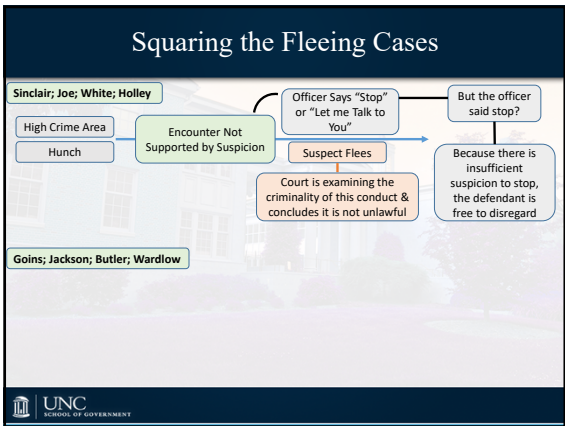 Squaring the Fleeing Cases
Sinclair; Joe; White; Holley
High Crime Area
Hunch
Encounter Not
Supported by Suspicion
Officer Says “Stop”
or “Let me Talk to
You”
Suspect Flees
Court is examining the
criminality of this conduct &
concludes it is not unlawful
But the officer
said stop?
Because there is
insufficient
suspicion to stop,
the defendant is
free to disregard
Goins; Jackson; Butler; Wardlow
UNC
SCHOOL OF GOVERNMENT